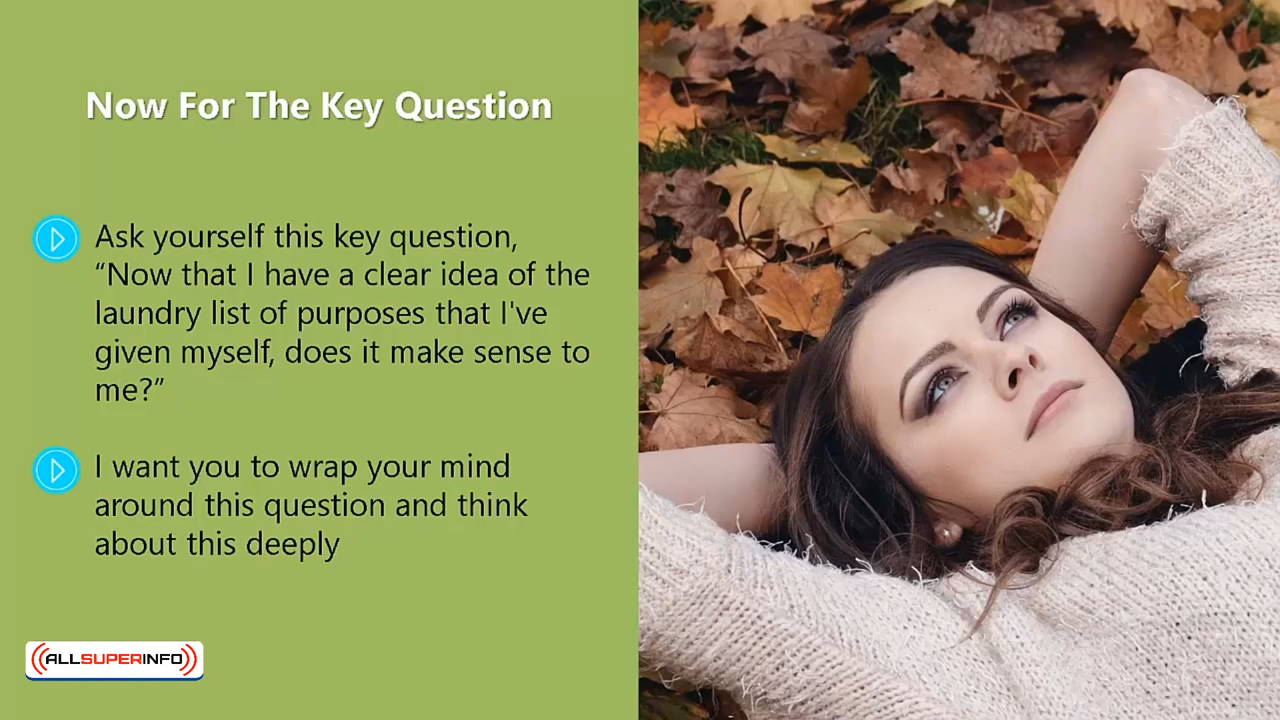 Now For The Key Question
Ask yourself this key question,
“Now that I have a clear idea of the
laundry list of purposes that I've
given myself, does it make sense to
me?”
I want you to wrap your mind
around this question and think
about this deeply
ALLSUPERINFO